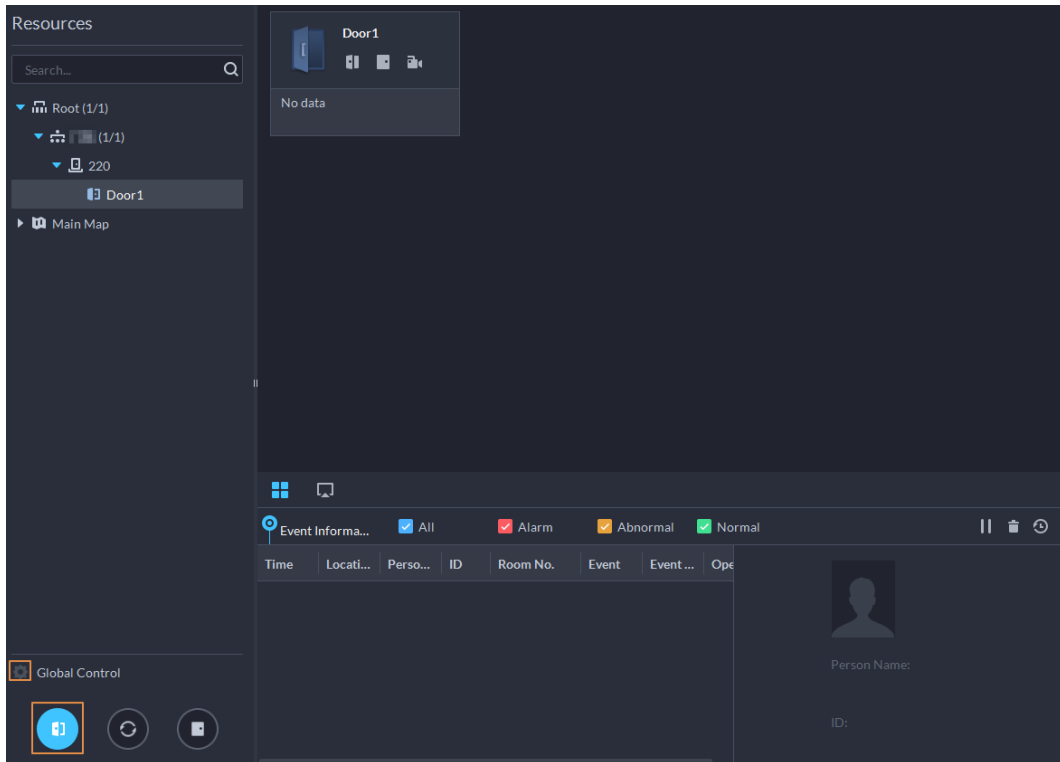 Resources
Search...
Root (1/1)
(1/1)
220
Door1
Main Map
Global Control
Door1
No data
Event Informa... All Alarm Abnormal Normal
Time Locati... Perso... ID Room No. Event Event ... Ope
Person Name:
ID: